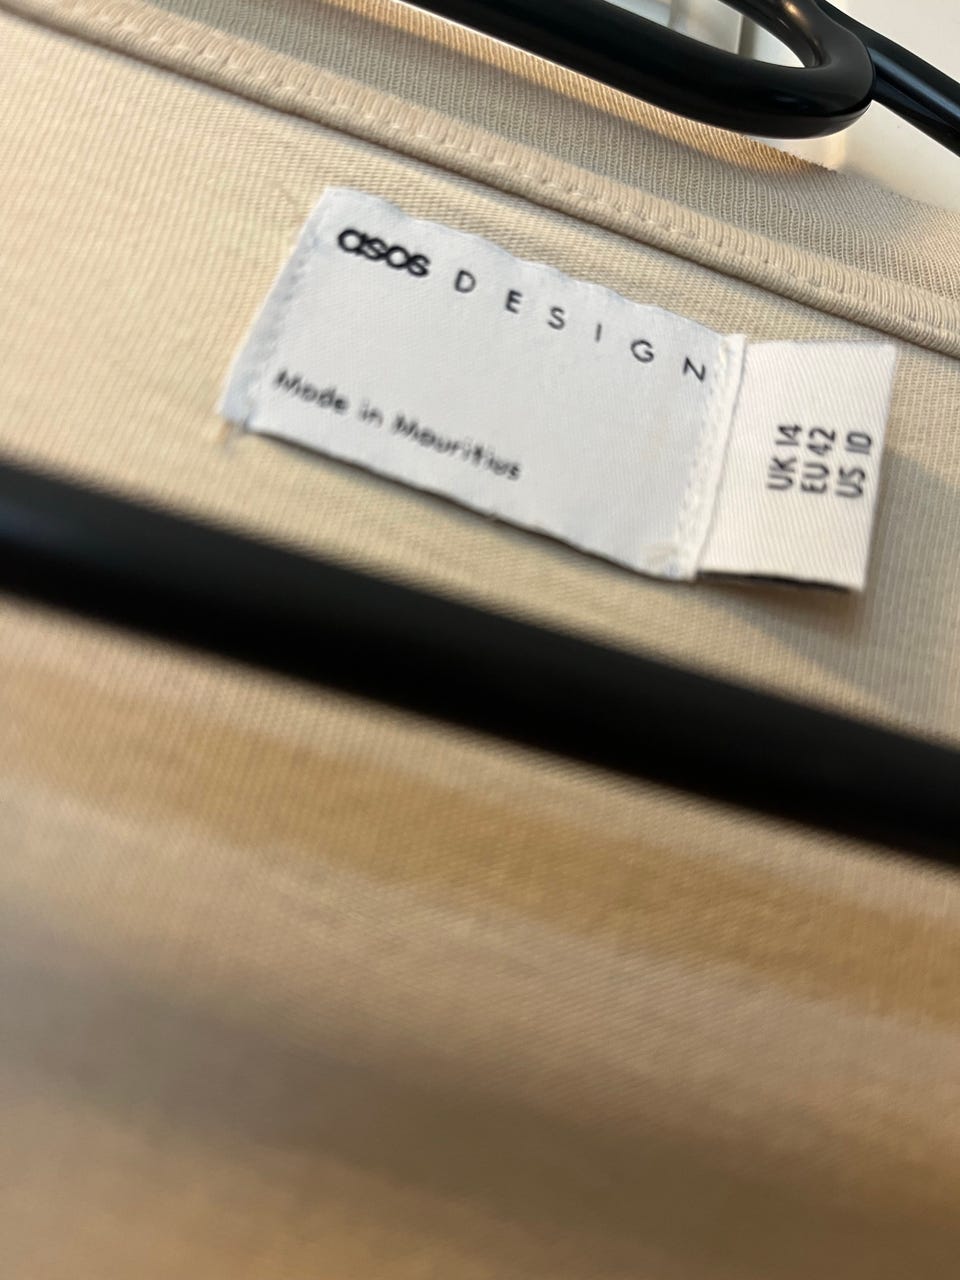 asos DESIGN
Made in Mauritius
UK 14
EU 42
US 10